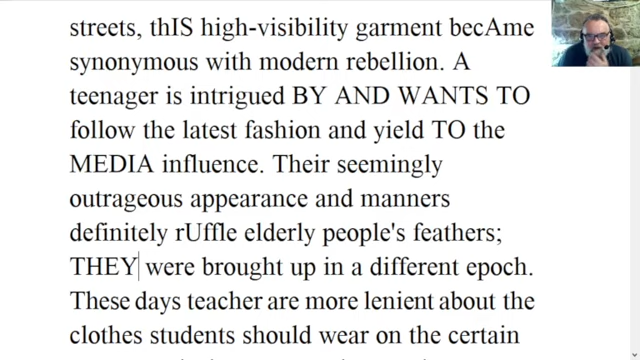 streets, thIS high-visibility garment becAme
synonymous with modern rebellion. A
teenager is intrigued BY AND WANTS TO
follow the latest fashion and yield TO the
MEDIA influence. Their seemingly
outrageous appearance and manners
definitely rUffle elderly people's feathers;
THEY were brought up in a different epoch.
These days teacher are more lenient about the
clothes students should wear on the certain